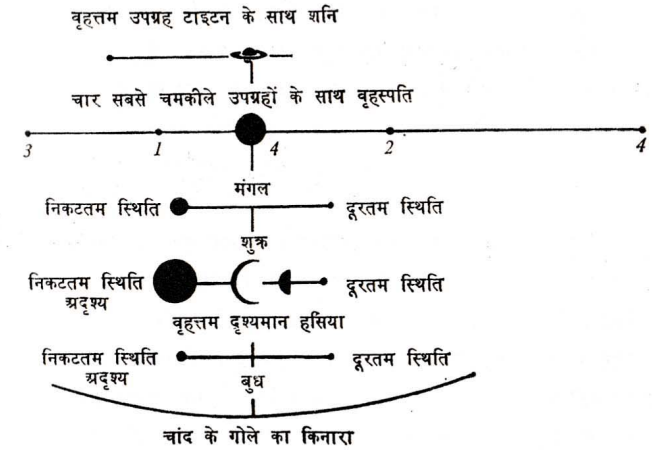 वृहत्तम उपग्रह टाइटन के साथ शनि
चार सबसे चमकीले उपग्रहों के साथ वृहस्पति
3 1 4 2 4
मंगल
निकटतम स्थिति दूरतम स्थिति
शुक्र
निकटतम स्थिति दूरतम स्थिति
अदृश्य
वृहत्तम दृश्यमान हंसिया
निकटतम स्थिति दूरतम स्थिति
अदृश्य बुध
चांद के गोले का किनारा